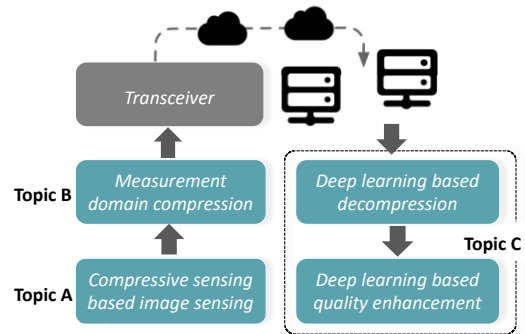 Transceiver
Topic B
Measurement
domain compression
Deep learning based
decompression
Topic C
Topic A
Compressive sensing
based image sensing
Deep learning based
quality enhancement